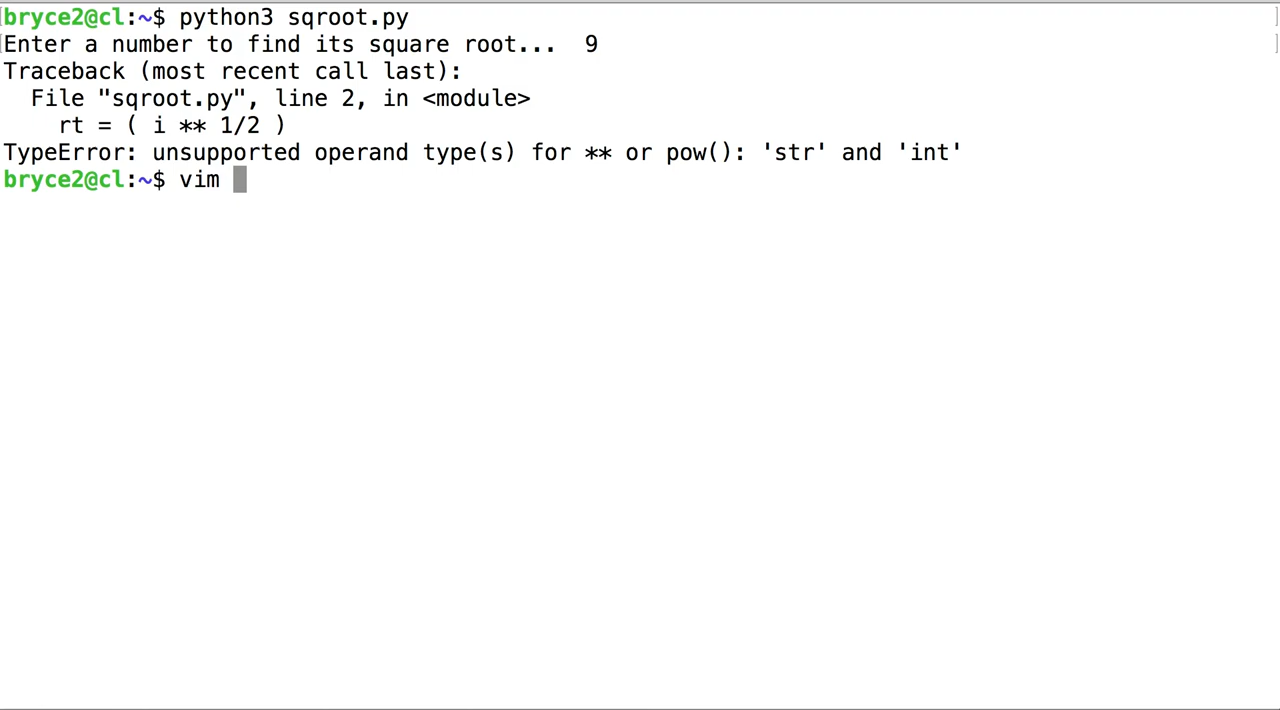 bryce2@cl:~$ python3 sqroot.py
Enter a number to find its square root...  9
Traceback (most recent call last):
  File "sqroot.py", line 2, in <module>
    rt = ( i ** 1/2 )
TypeError: unsupported operand type(s) for ** or pow(): 'str' and 'int'
bryce2@cl:~$ vim